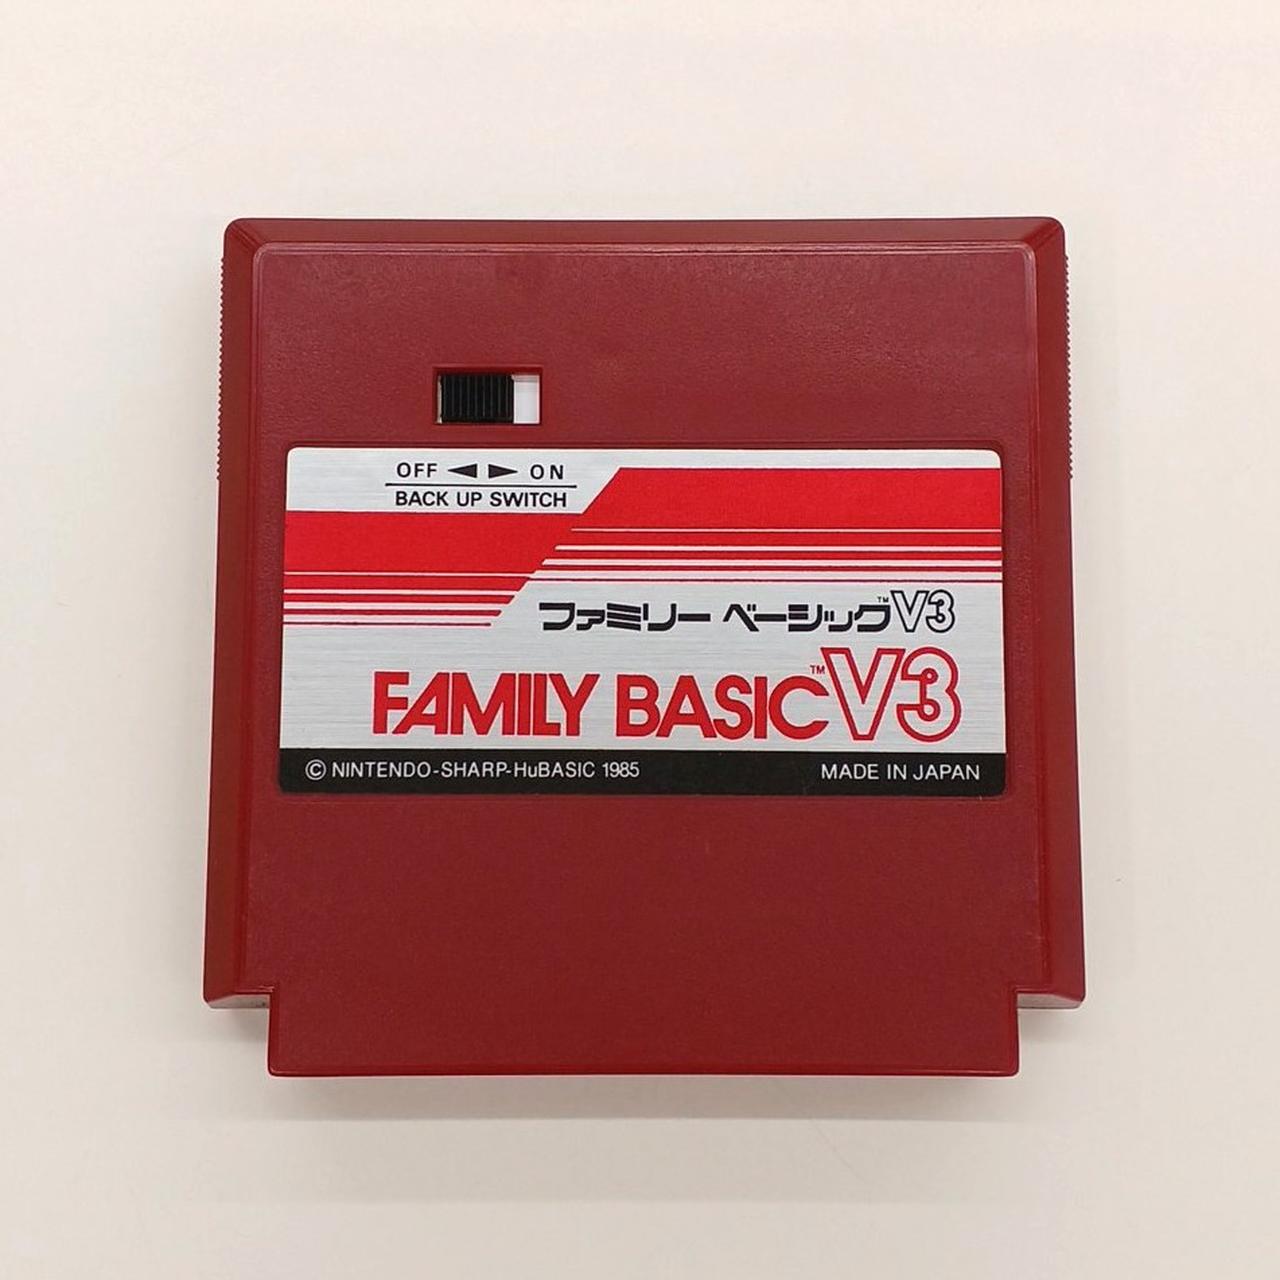 OFF ◀ ▶ ON
BACK UP SWITCH
ファミリー ベーシック™V3
FAMILY BASIC™V3
© NINTENDO-SHARP-HuBASIC 1985
MADE IN JAPAN